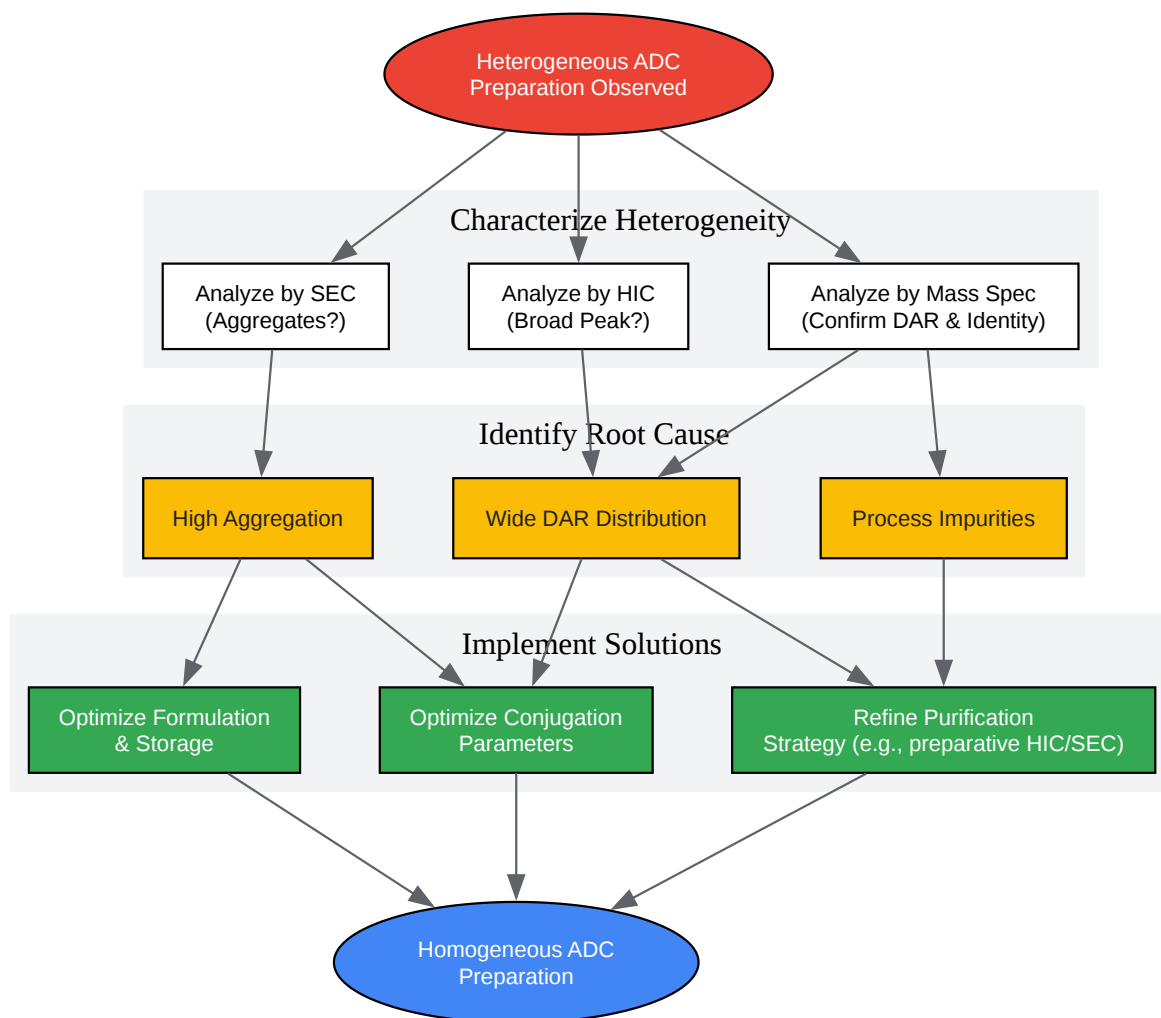 Heterogeneous ADC
Preparation Observed
Characterize Heterogeneity
Analyze by SEC
(Aggregates?)
Analyze by HIC
(Broad Peak?)
Analyze by Mass Spec
(Confirm DAR & Identity)
Identify Root Cause
High Aggregation
Wide DAR Distribution
Process Impurities
Implement Solutions
Optimize Formulation
& Storage
Optimize Conjugation
Parameters
Refine Purification
Strategy (e.g., preparative HIC/SEC)
Homogeneous ADC
Preparation